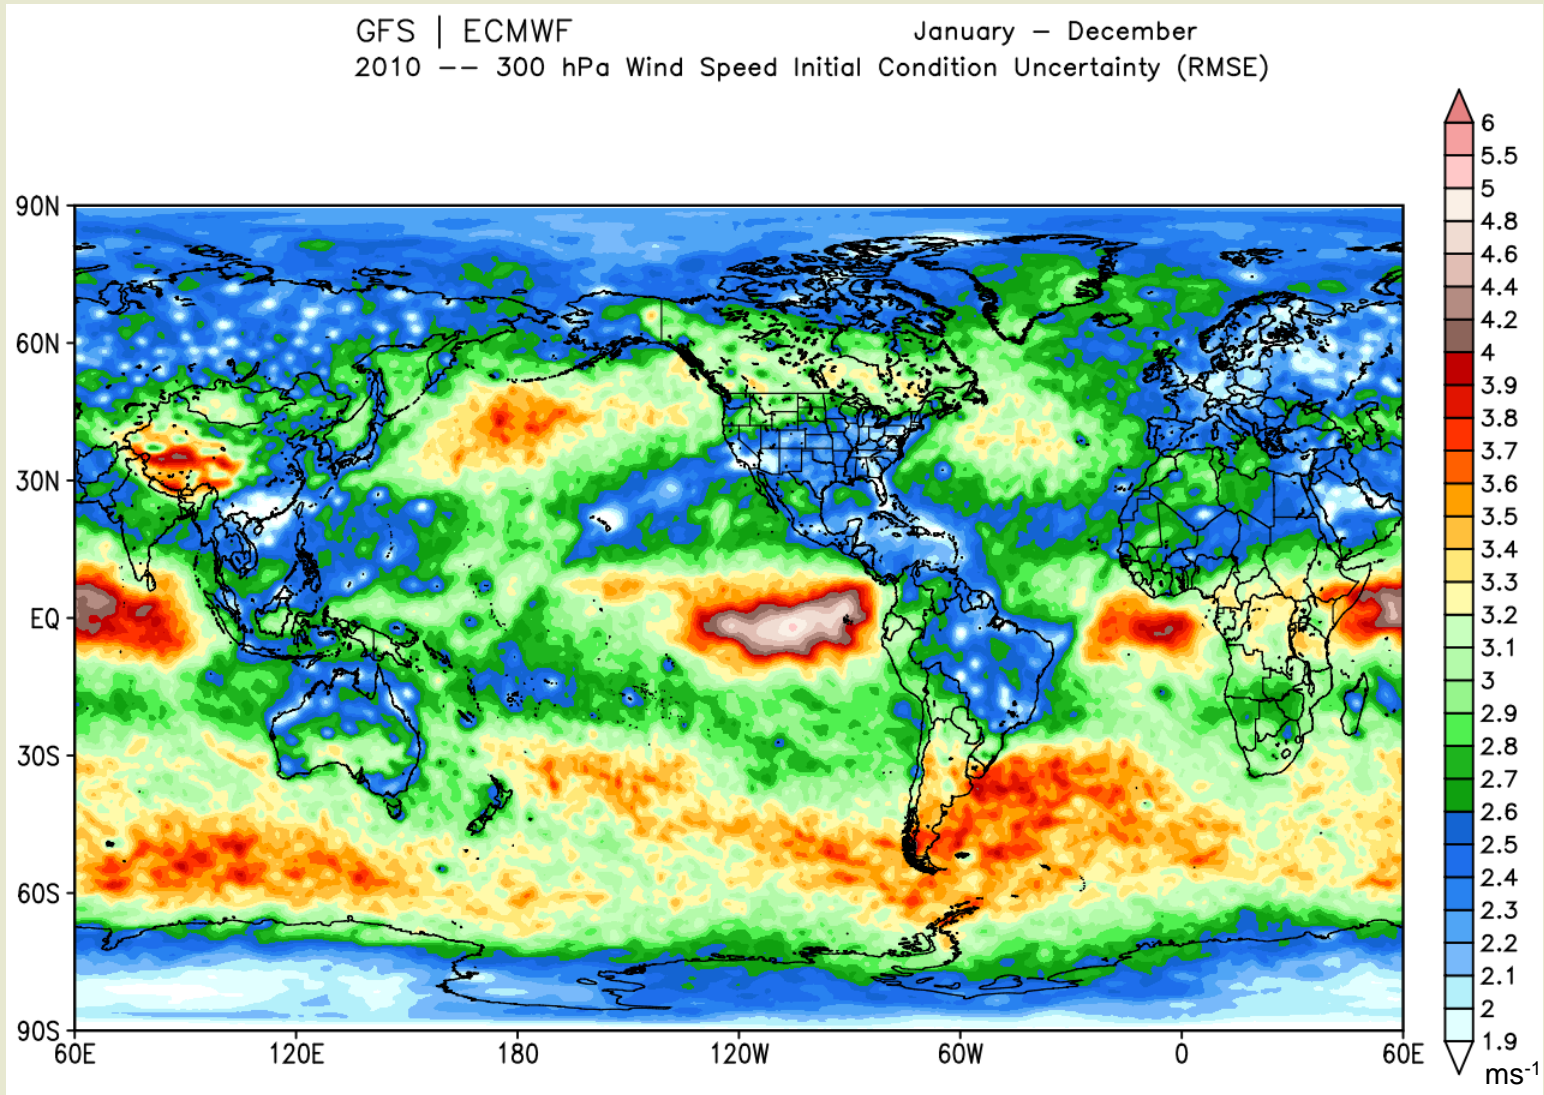 GFS | ECMWF January – December
2010 –– 300 hPa Wind Speed Initial Condition Uncertainty (RMSE)
6
5.5
5
4.8
4.6
4.4
4.2
4
3.9
3.8
3.7
3.6
3.5
3.4
3.3
3.2
3.1
3
2.9
2.8
2.7
2.6
2.5
2.4
2.3
2.2
2.1
2
1.9
ms-1
90N
60N
30N
EQ
30S
60S
90S
60E 120E 180 120W 60W 0 60E